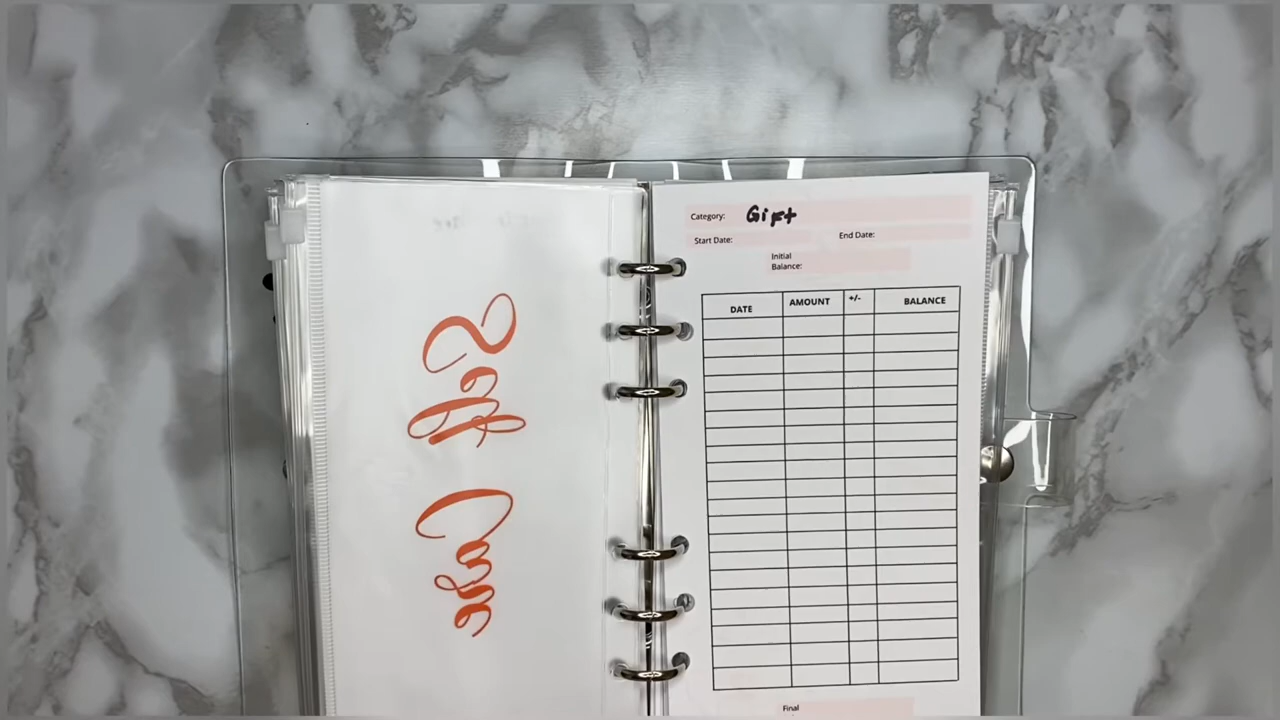 Self Care
Category: Gift
Start Date:
End Date:
Initial
Balance:
DATE AMOUNT +/- BALANCE
Final